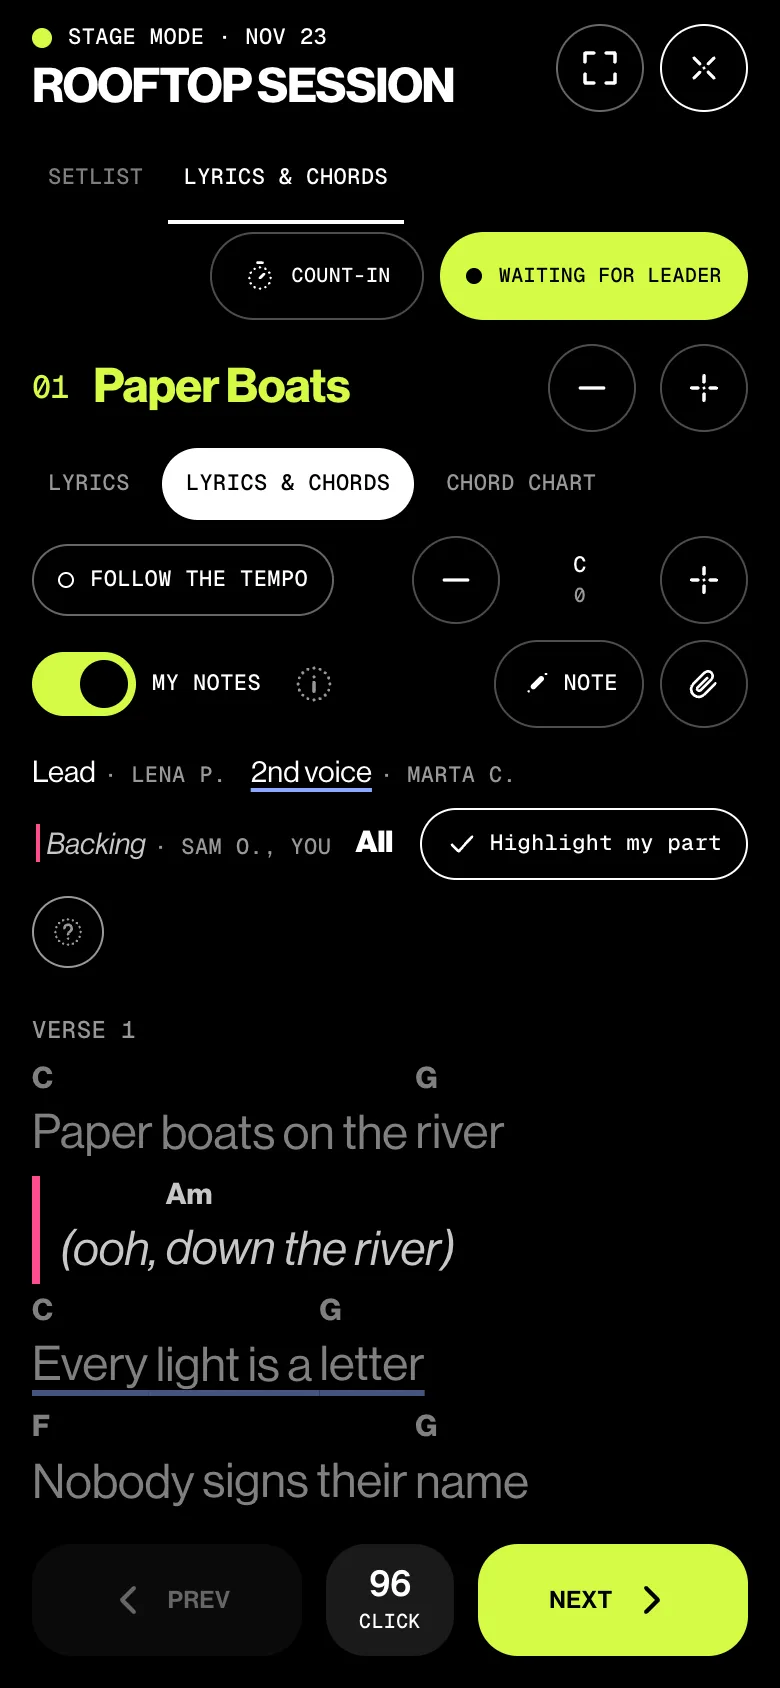 STAGE MODE · NOV 23
ROOFTOP SESSION
SETLIST LYRICS & CHORDS
COUNT-IN WAITING FOR LEADER
01 Paper Boats
LYRICS LYRICS & CHORDS CHORD CHART
FOLLOW THE TEMPO C
0
MY NOTES NOTE
Lead · LENA P. 2nd voice · MARTA C.
Backing · SAM O., YOU All Highlight my part
?
VERSE 1
C G
Paper boats on the river
Am
(ooh, down the river)
C G
Every light is a letter
F G
Nobody signs their name
PREV 96 NEXT
CLICK